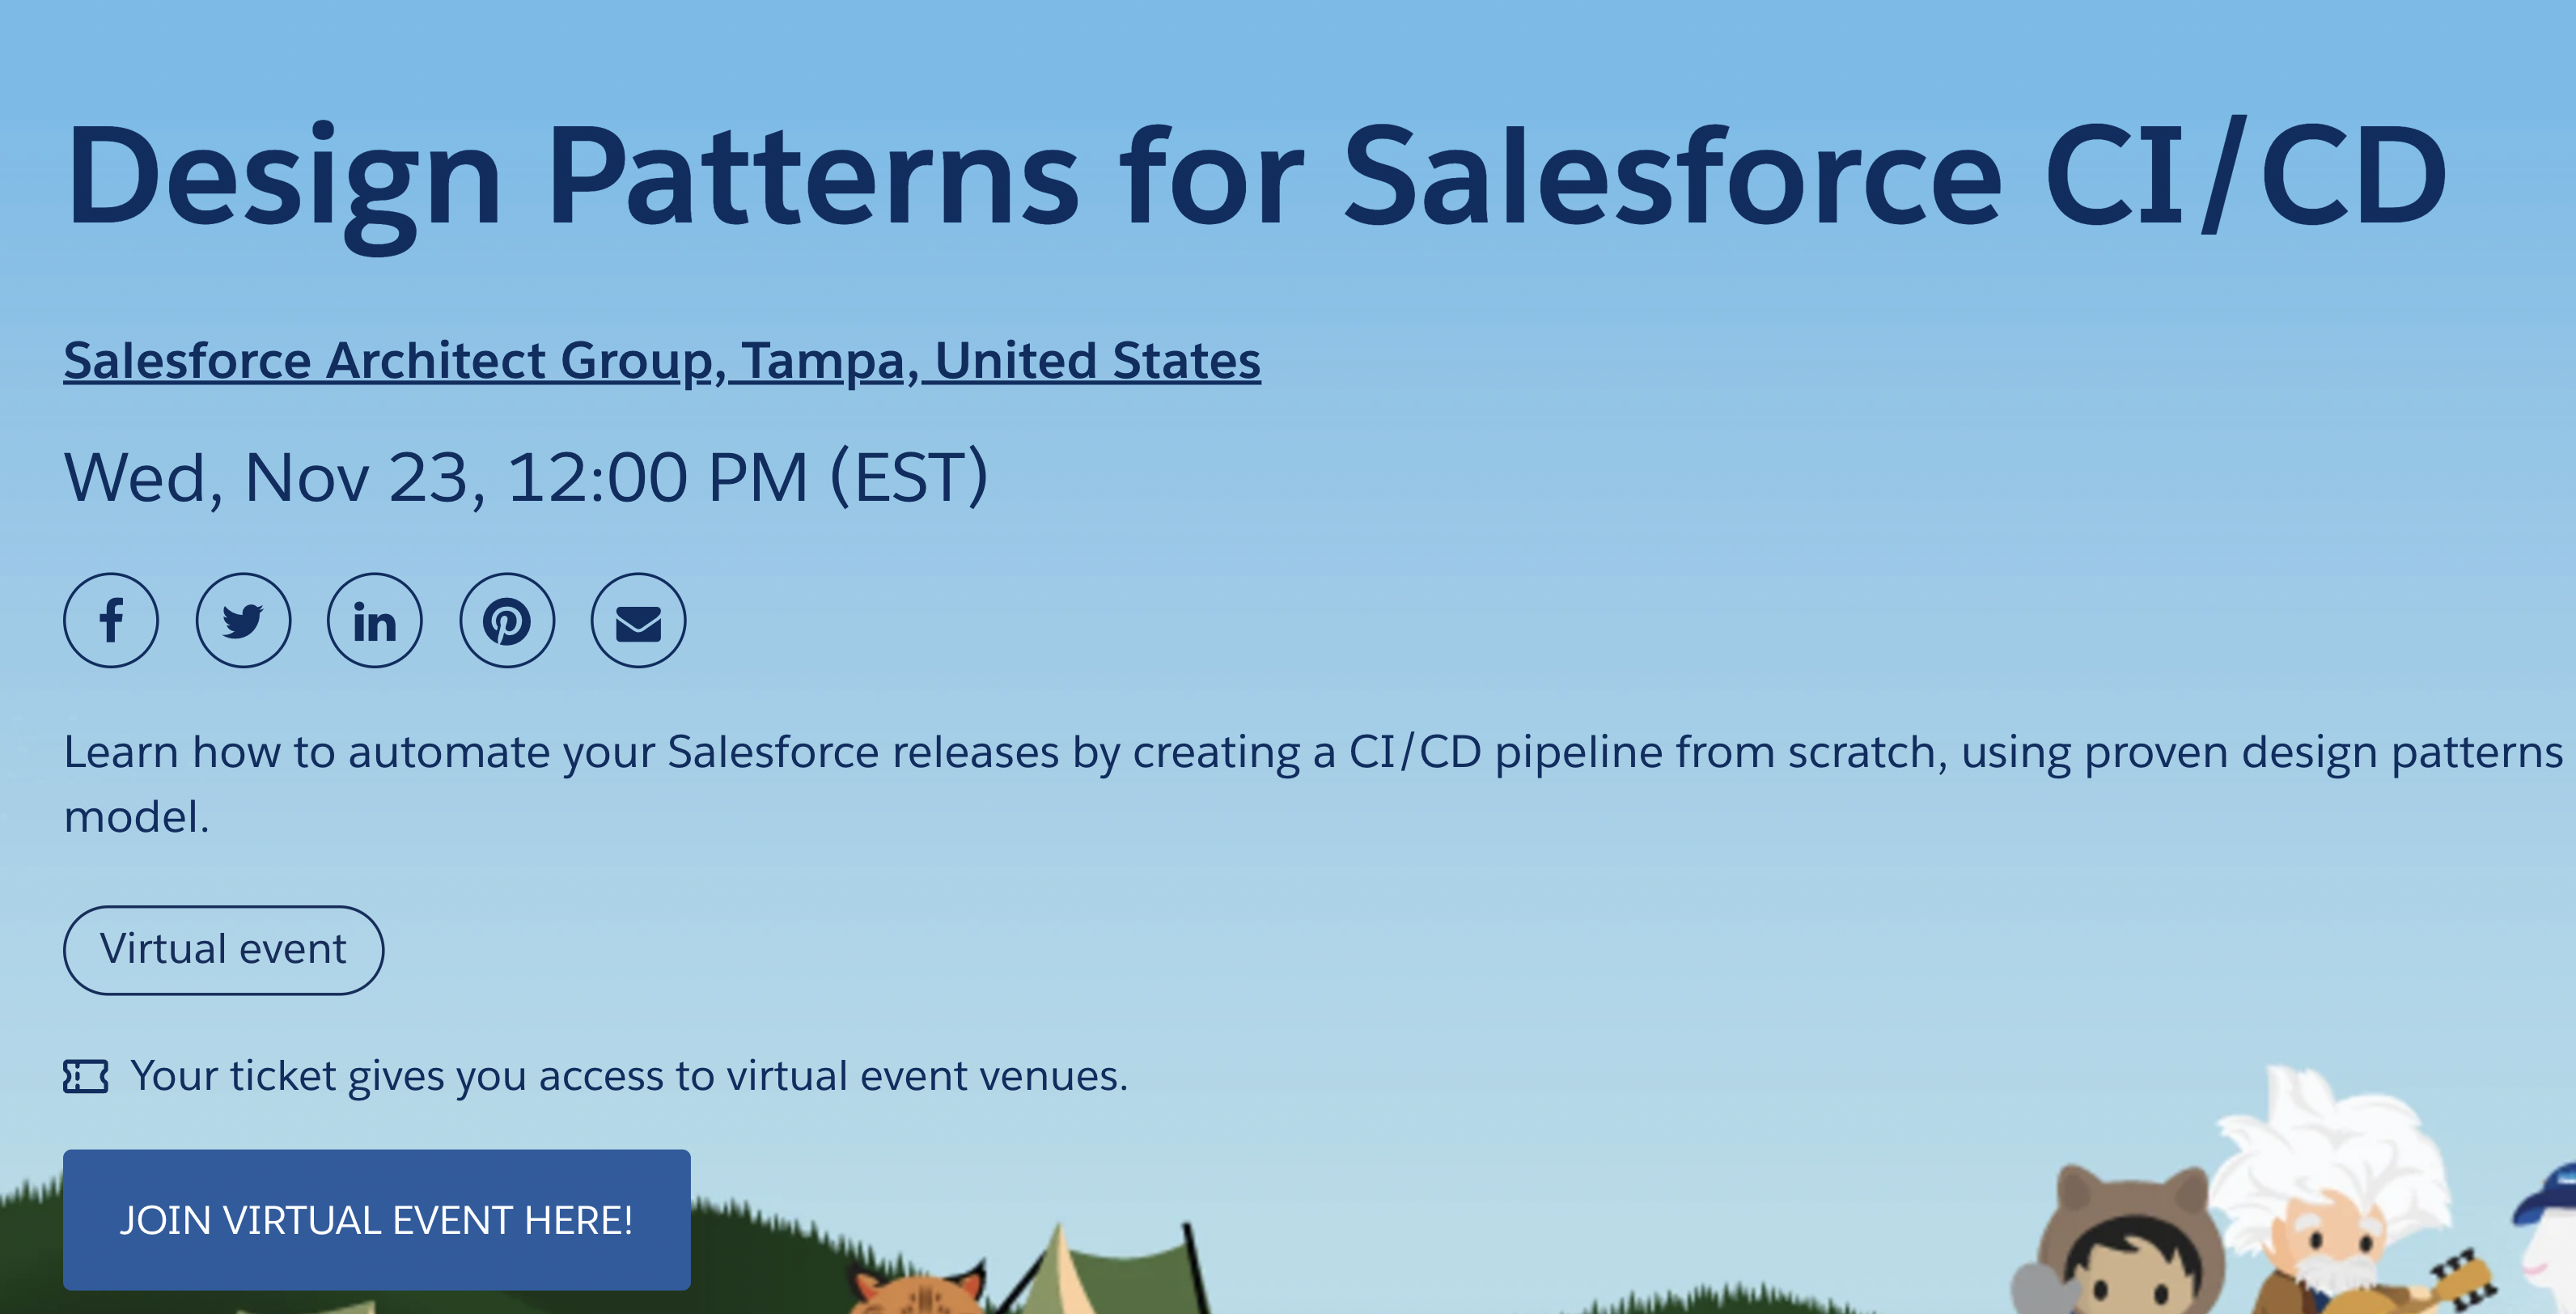 Design Patterns for Salesforce CI/CD
Salesforce Architect Group, Tampa, United States
Wed, Nov 23, 12:00 PM (EST)
Learn how to automate your Salesforce releases by creating a CI/CD pipeline from scratch, using proven design patterns
model.
Virtual event
Your ticket gives you access to virtual event venues.
JOIN VIRTUAL EVENT HERE!